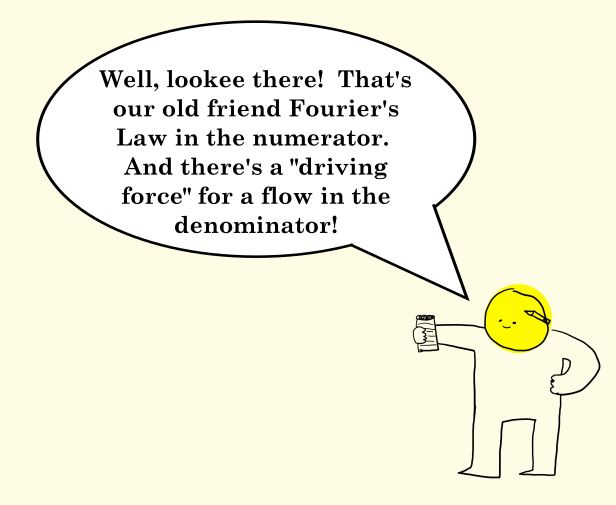 Well, lookee there!  That's
our old friend Fourier's
Law in the numerator.
And there's a "driving
force" for a flow in the
denominator!